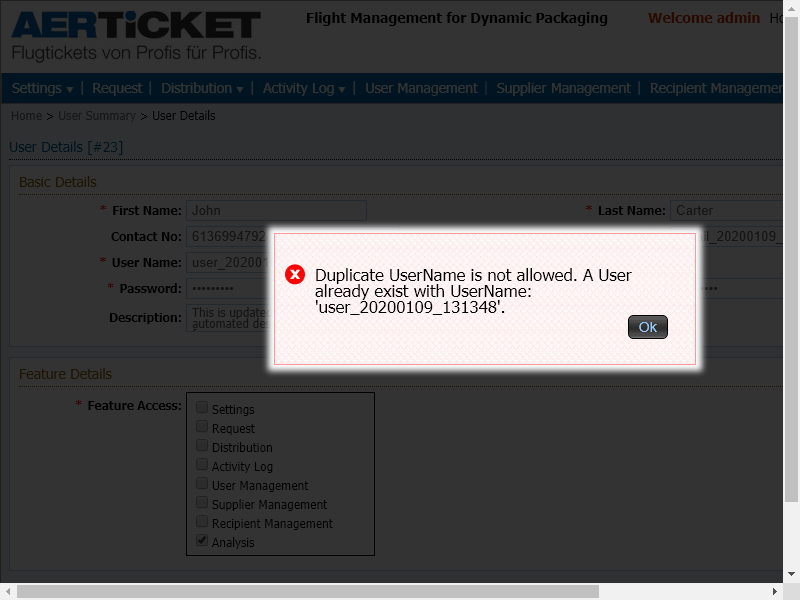 AERTiCKET
Flugtickets von Profis für Profis.
Flight Management for Dynamic Packaging
Welcome admin
Settings | Request | Distribution | Activity Log | User Management | Supplier Management | Recipient Managemen
Home > User Summary > User Details
User Details [#23]
Basic Details
* First Name: John
* Last Name: Carter
Contact No: 6136994792
_20200109_
* User Name: user_20200
* Password: •••••••••
Description: This is update
automated de
Duplicate UserName is not allowed. A User
already exist with UserName:
'user_20200109_131348'.
Ok
Feature Details
* Feature Access:
Settings
Request
Distribution
Activity Log
User Management
Supplier Management
Recipient Management
Analysis